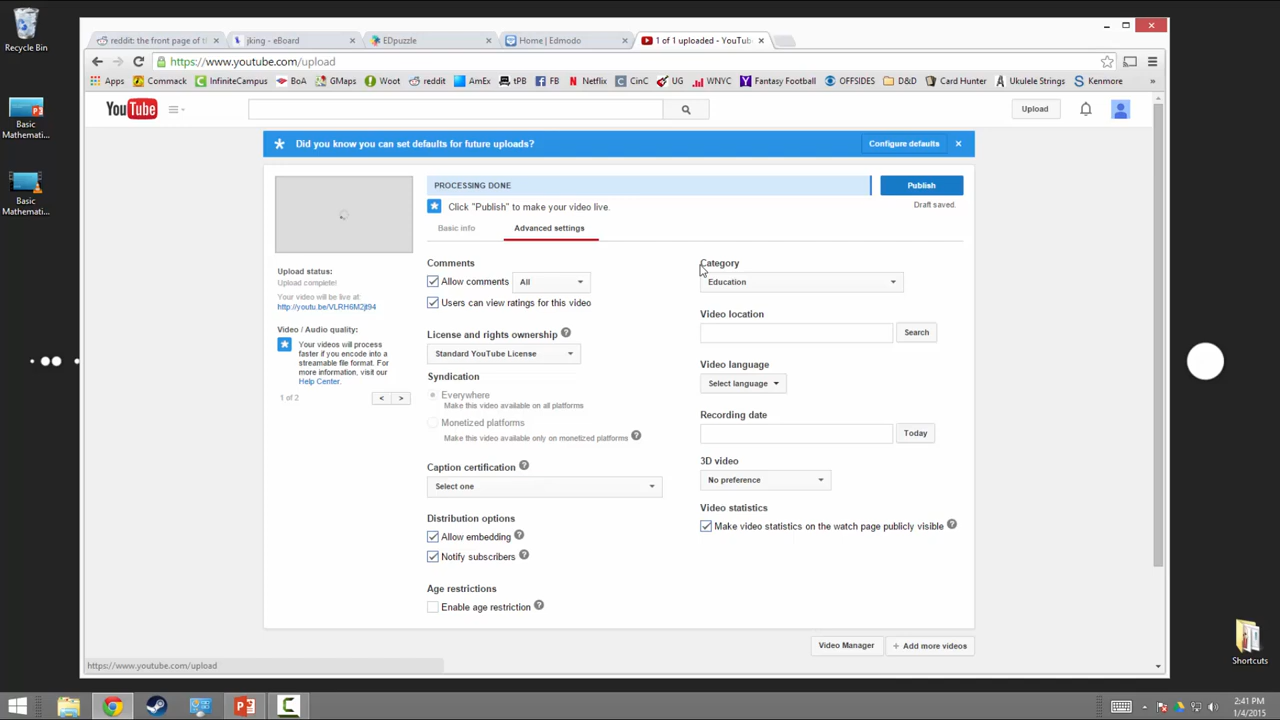 Recycle Bin
Basic Mathemati...
Basic Mathemati...
reddit: the front page of th
jking - eBoard
EDpuzzle
Home | Edmodo
1 of 1 uploaded - YouTub
https://www.youtube.com/upload
Apps
Commack
InfiniteCampus
BoA
GMaps
Woot
reddit
AmEx
tPB
FB
Netflix
CinC
UG
WNYC
Fantasy Football
OFFSIDES
D&D
Card Hunter
Ukulele Strings
Kenmore
»
YouTube
Upload
Did you know you can set defaults for future uploads?
Configure defaults
PROCESSING DONE
Publish
Click "Publish" to make your video live.
Draft saved.
Basic info
Advanced settings
Upload status:
Upload complete!
Your video will be live at:
http://youtu.be/VLRH6M2jt94
Video / Audio quality:
Your videos will process
faster if you encode into a
streamable file format. For
more information, visit our
Help Center.
1 of 2
<
>
Comments
Allow comments
All
Users can view ratings for this video
License and rights ownership
Standard YouTube License
Syndication
Everywhere
Make this video available on all platforms
Monetized platforms
Make this video available only on monetized platforms
Caption certification
Select one
Distribution options
Allow embedding
Notify subscribers
Age restrictions
Enable age restriction
Category
Education
Video location
Search
Video language
Select language
Recording date
Today
3D video
No preference
Video statistics
Make video statistics on the watch page publicly visible
Video Manager
+ Add more videos
https://www.youtube.com/upload
Shortcuts
2:41 PM
1/4/2015